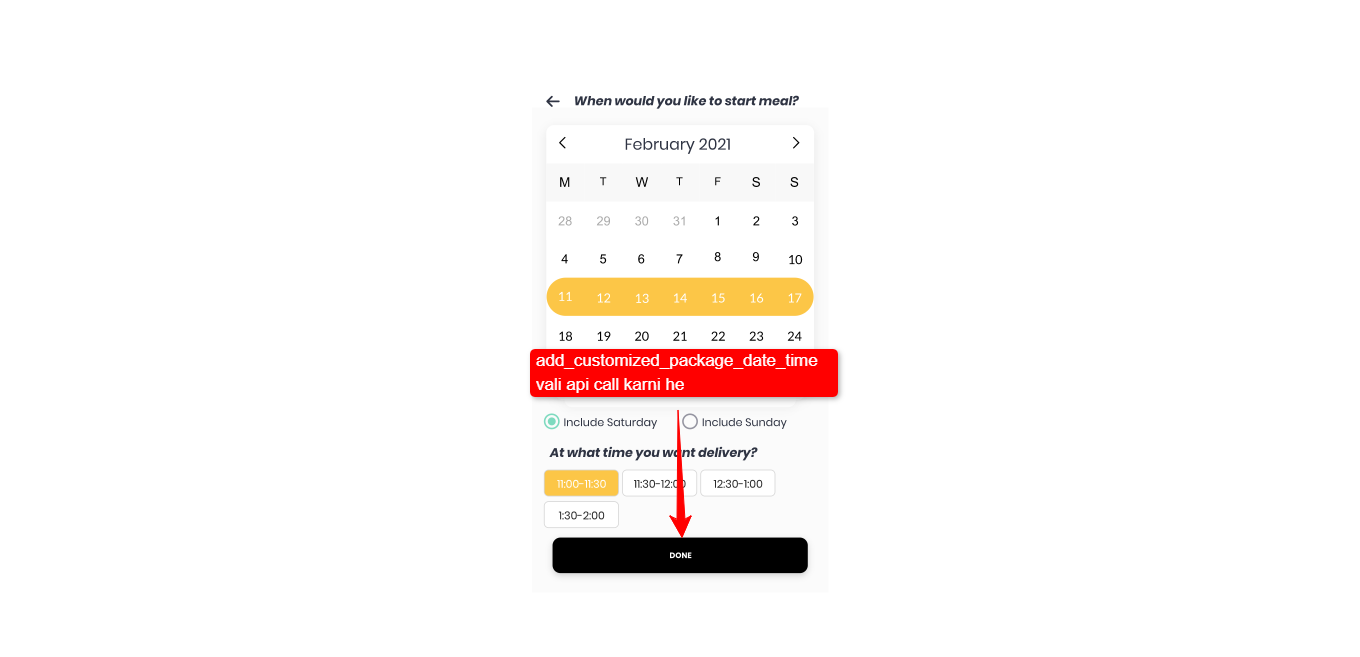 When would you like to start meal?
February 2021
M T W T F S S
28 29 30 31 1 2 3
4 5 6 7 8 9 10
11 12 13 14 15 16 17
18 19 20 21 22 23 24
add_customized_package_date_time
vali api call karni he
Include Saturday Include Sunday
At what time you want delivery?
11:00-11:30 11:30-12:00 12:30-1:00
1:30-2:00
DONE